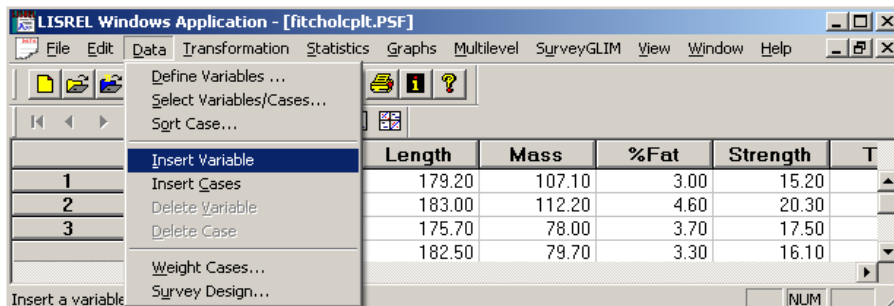 LISREL Windows Application - [fitcholcplt.PSF]
File Edit Data Transformation Statistics Graphs Multilevel SurveyGLIM View Window Help
Define Variables ...
Select Variables/Cases...
Sort Case...
Insert Variable
Insert Cases
Delete Variable
Delete Case
Weight Cases...
Survey Design...
Length Mass %Fat Strength T
1 179.20 107.10 3.00 15.20
2 183.00 112.20 4.60 20.30
3 175.70 78.00 3.70 17.50
182.50 79.70 3.30 16.10
Insert a variable NUM